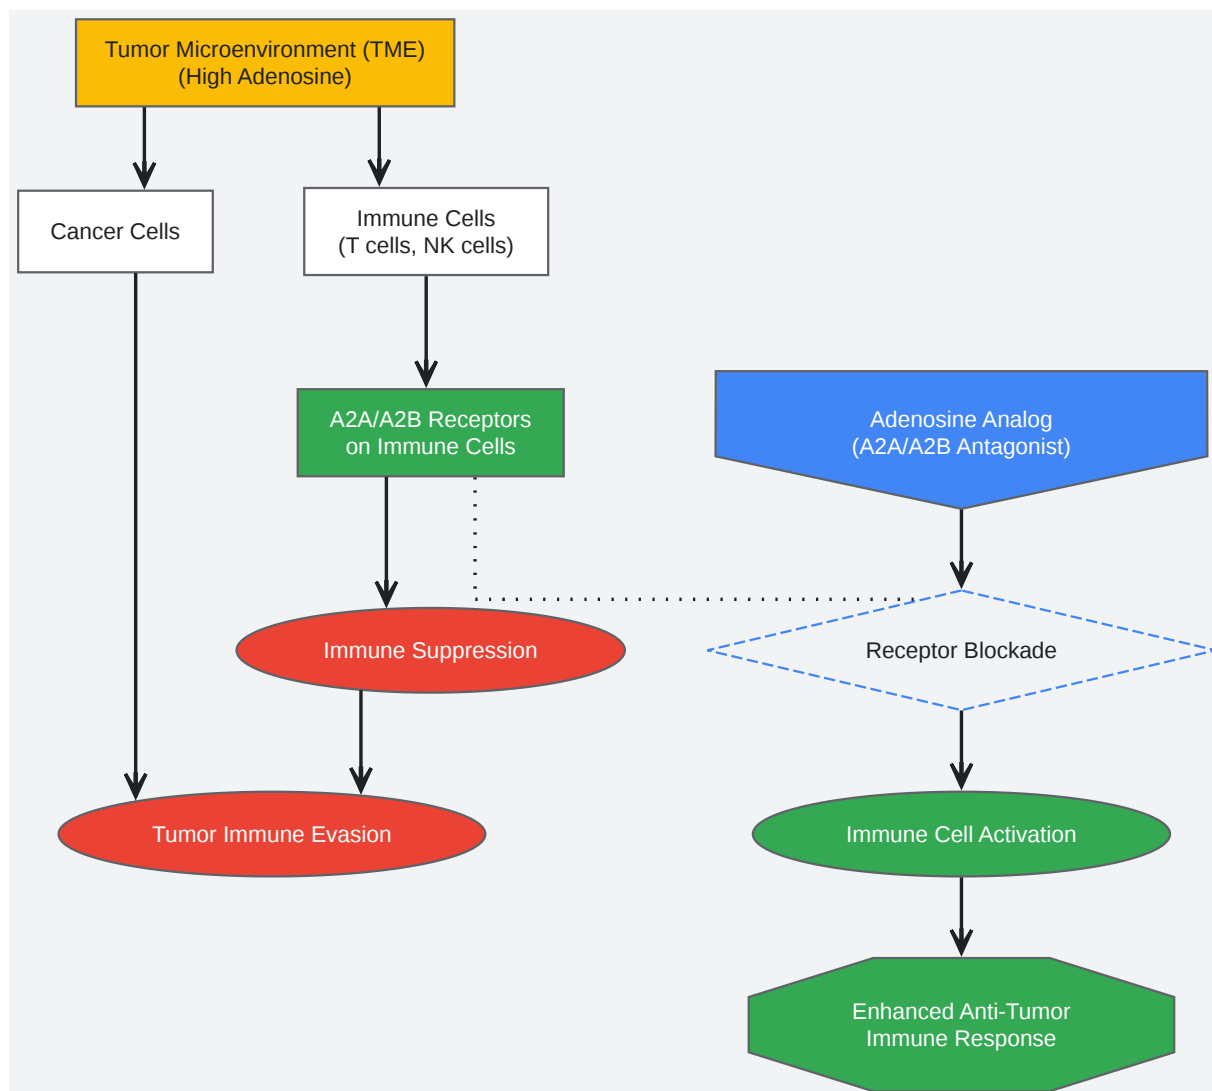 Tumor Microenvironment (TME)
(High Adenosine)
Cancer Cells
Immune Cells
(T cells, NK cells)
A2A/A2B Receptors
on Immune Cells
Adenosine Analog
(A2A/A2B Antagonist)
Immune Suppression
Receptor Blockade
Tumor Immune Evasion
Immune Cell Activation
Enhanced Anti-Tumor
Immune Response